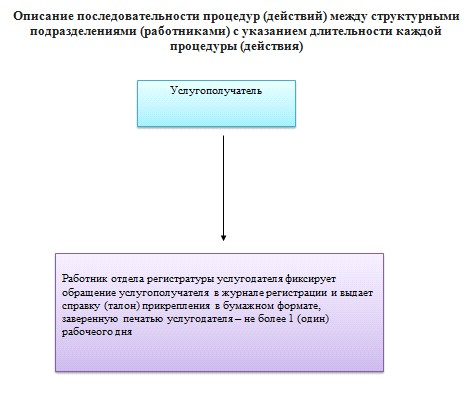 Описание последовательности процедур (действий) между структурными
подразделениями (работниками) с указанием длительности каждой
процедуры (действия)
Услугополучатель
Работник отдела регистратуры услугодателя фиксирует
обращение услугополучателя в журнале регистрации и выдает
справку (талон) прикрепления в бумажном формате,
заверенную печатью услугодателя – не более 1 (один)
рабочеого дня